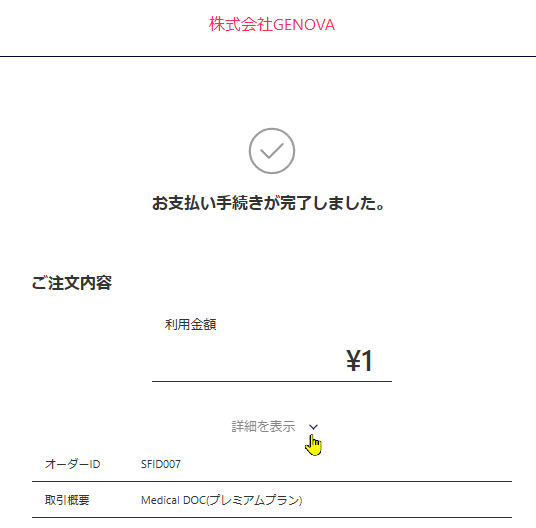 株式会社GENOVA
お支払い手続きが完了しました。
ご注文内容
利用金額
¥1
詳細を表示
オーダーID SFID007
取引概要 Medical DOC(プレミアムプラン)